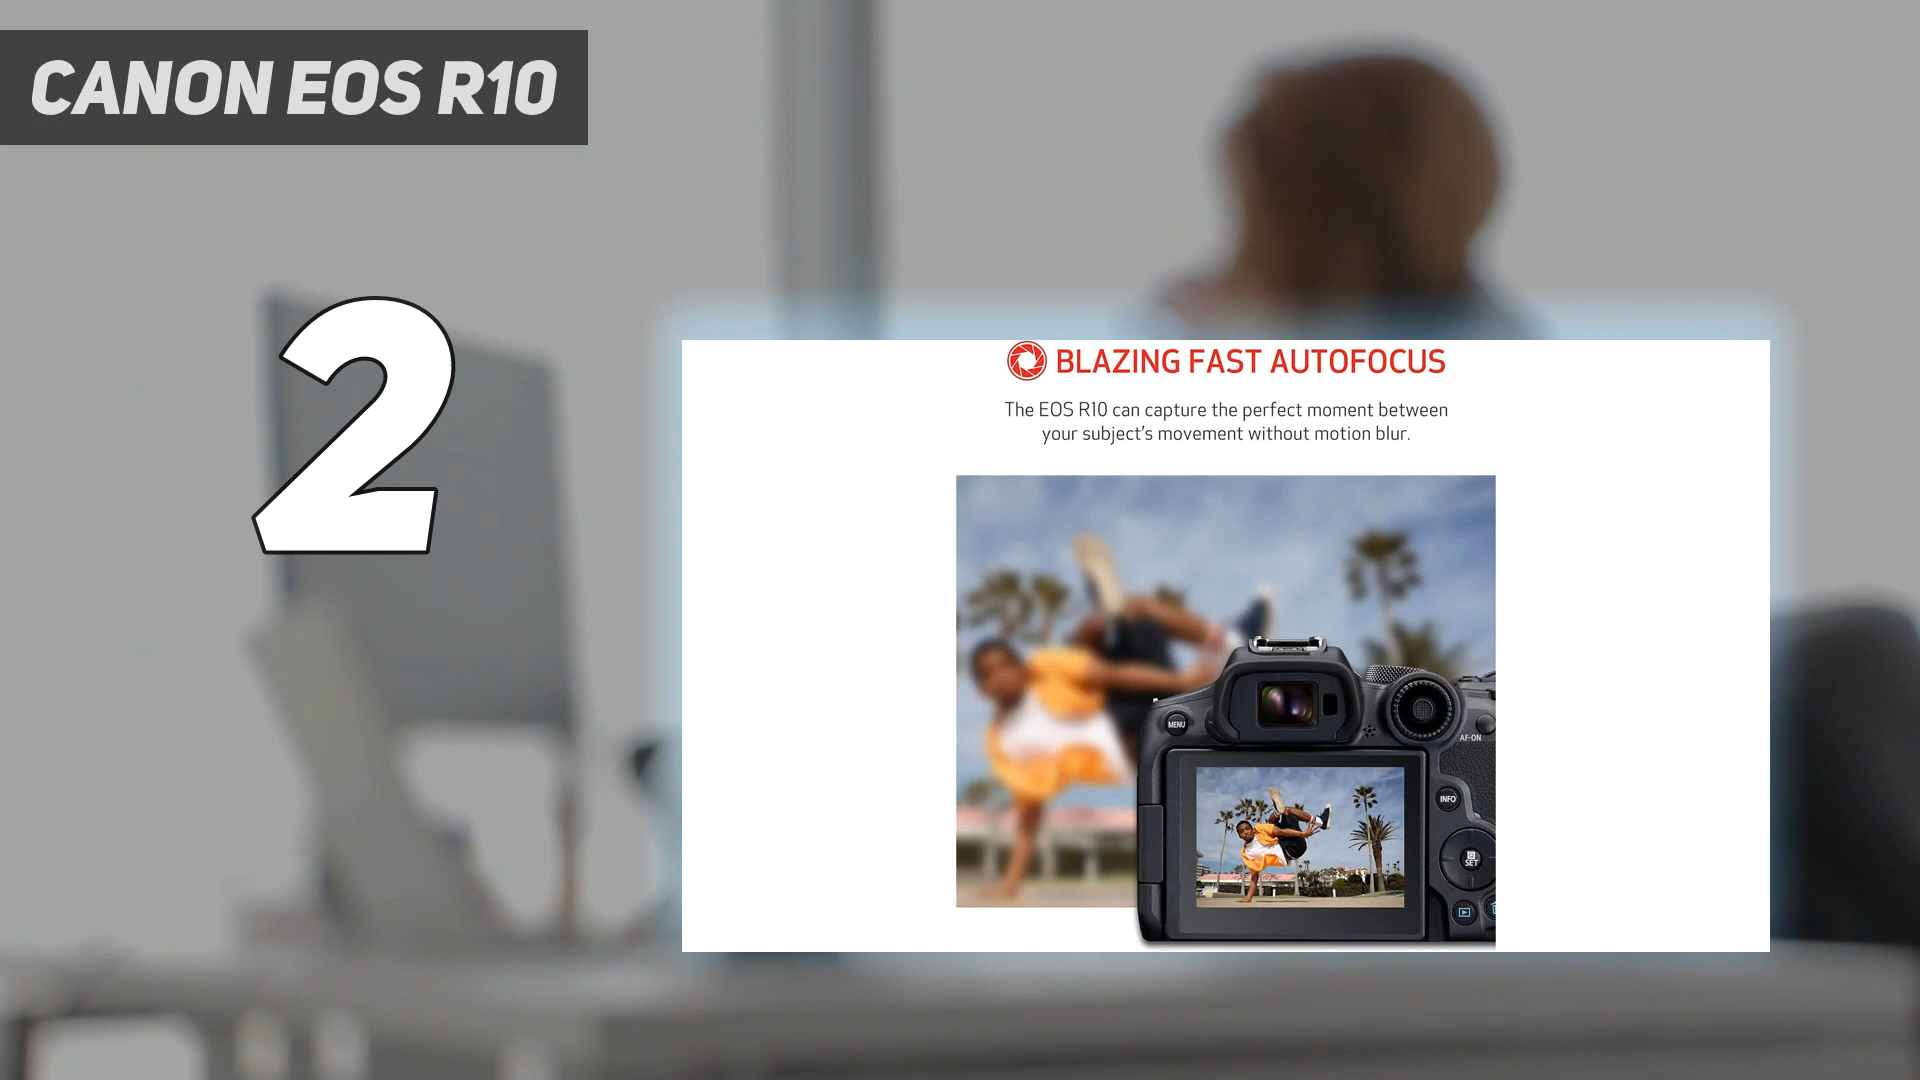 CANON EOS R10
2
BLAZING FAST AUTOFOCUS
The EOS R10 can capture the perfect moment between
your subject's movement without motion blur.
MENU
AF-ON
INFO
Q
SET